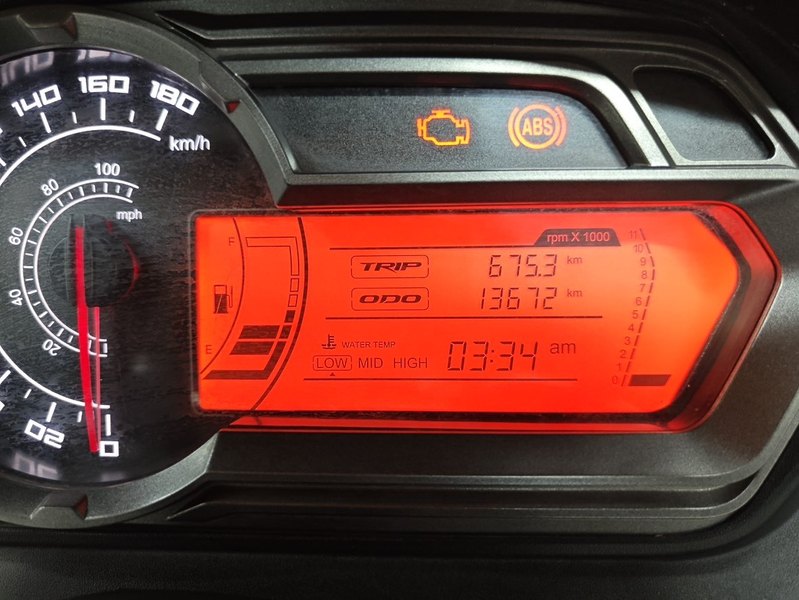 140 160 180
km/h
100
80
mph
60
40
20
20
0
ABS
rpm X 1000
F
TRIP 675.3 km
ODO 13672 km
E
WATER TEMP
LOW MID HIGH
03:34 am
11
10
9
8
7
6
5
4
3
2
1
0